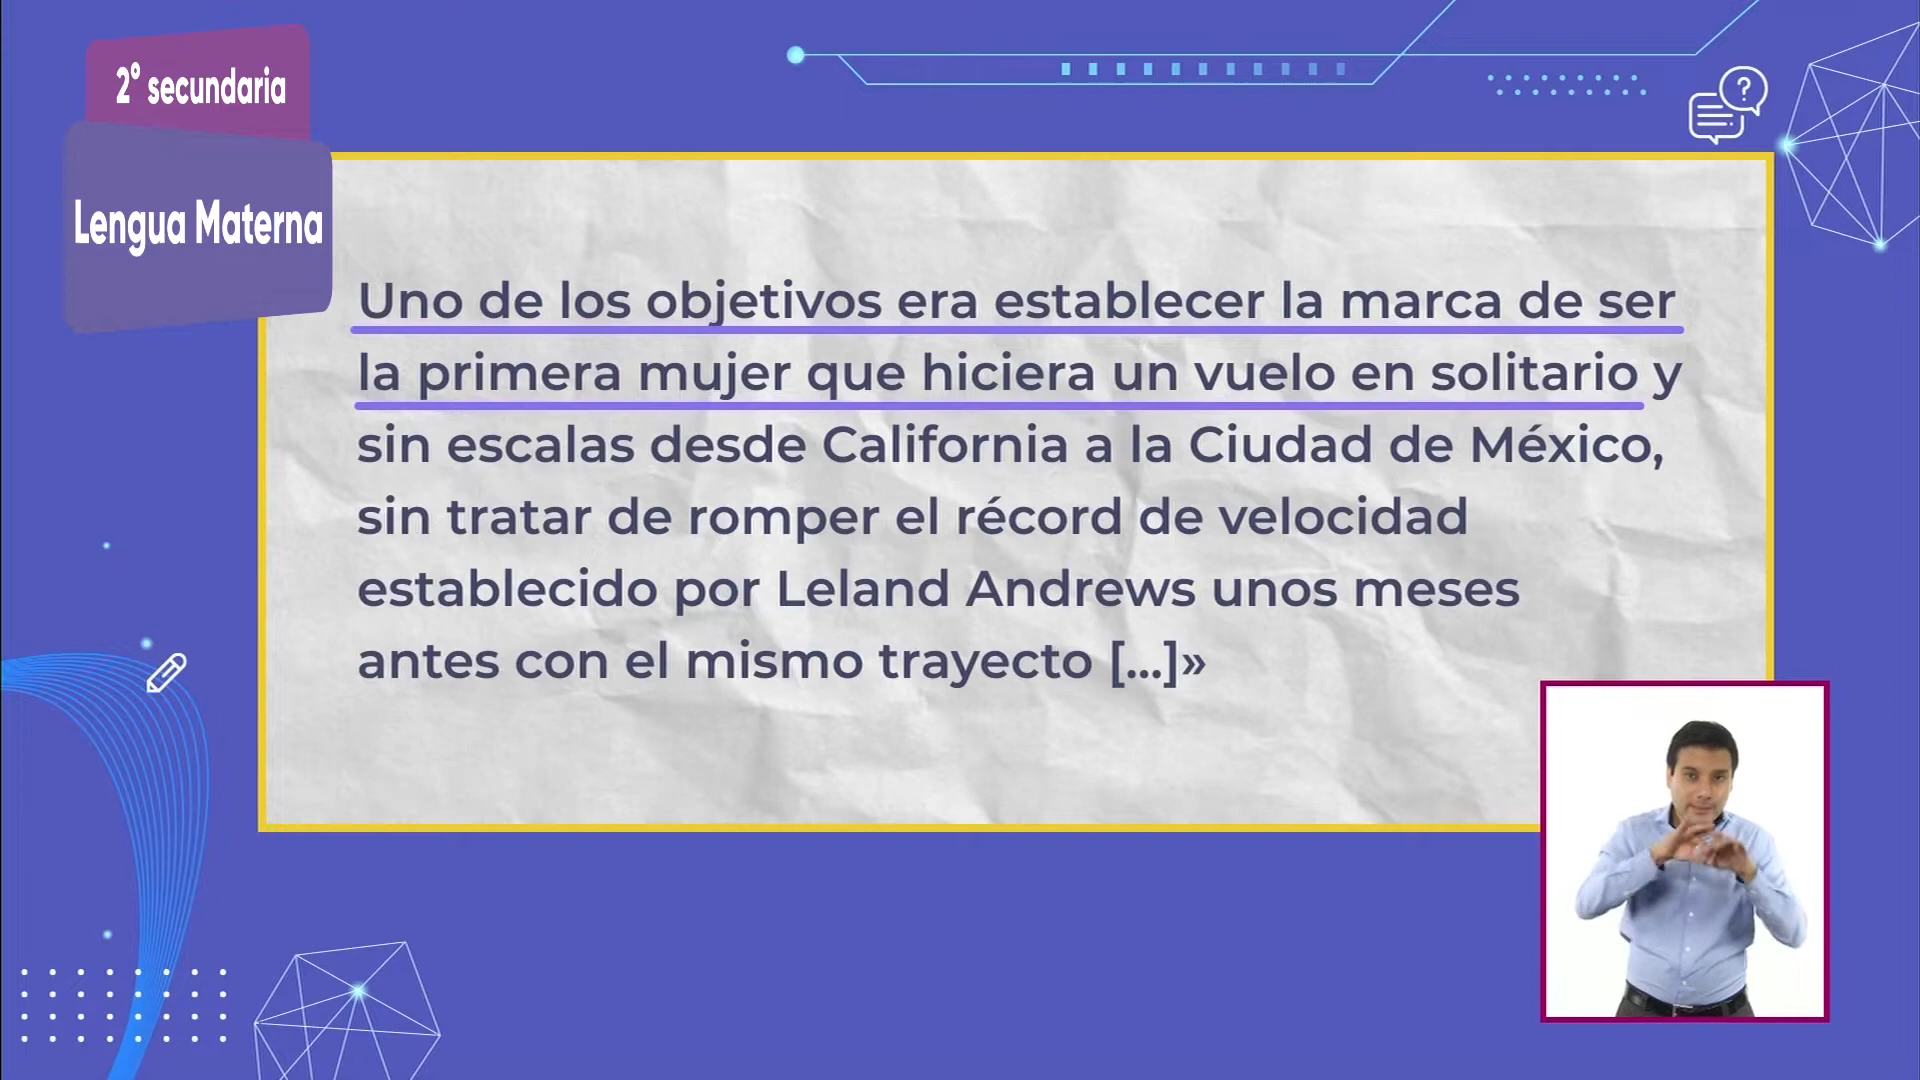 2° secundaria
Lengua Materna
Uno de los objetivos era establecer la marca de ser
la primera mujer que hiciera un vuelo en solitario y
sin escalas desde California a la Ciudad de México,
sin tratar de romper el récord de velocidad
establecido por Leland Andrews unos meses
antes con el mismo trayecto [...]»
?